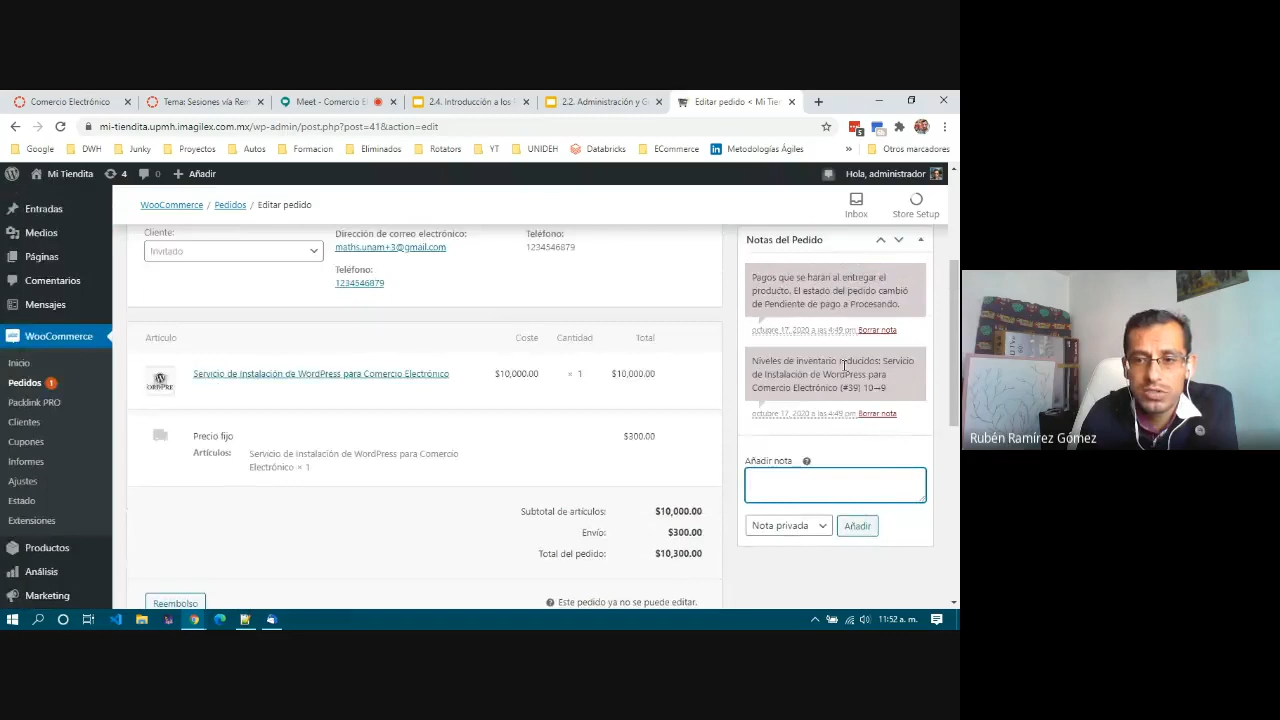 Comercio Electrónico
Tema: Sesiones vía Rem
Meet - Comercio El
2.4. Introducción a los
2.2. Administración y G
Editar pedido < Mi Tien
mi-tiendita.upmh.imagilex.com.mx/wp-admin/post.php?post=41&action=edit
Google
DWH
Junky
Proyectos
Autos
Formacion
Eliminados
Rotators
YT
UNIDEH
Databricks
ECommerce
Metodologías Ágiles
»
Otros marcadores
Mi Tiendita
4
0
Añadir
Hola, administrador
Entradas
Medios
Páginas
Comentarios
Mensajes
WooCommerce
Inicio
Pedidos 1
Clientes
Cupones
Informes
Ajustes
Estado
Extensiones
Productos
Análisis
Marketing
WooCommerce / Pedidos / Editar pedido
Inbox
Store Setup
Cliente:
Invitado
Dirección de correo electrónico:
maths.unam+3@gmail.com
Teléfono:
1234546879
Teléfono:
1234546879
Artículo
Coste
Cantidad
Total
Servicio de Instalación de WordPress para Comercio Electrónico
$10,000.00
× 1
$10,000.00
Precio fijo
$300.00
Artículos:
Servicio de Instalación de WordPress para Comercio
Electrónico × 1
Subtotal de artículos:
$10,000.00
Envío:
$300.00
Total del pedido:
$10,300.00
Reembolso
Este pedido ya no se puede editar.
Notas del Pedido
Pagos que se harán al entregar el
producto. El estado del pedido cambió
de Pendiente de pago a Procesando.
octubre 17, 2020 a las 4:49 pm Borrar nota
Niveles de inventario reducidos: Servicio
de Instalación de WordPress para
Comercio Electrónico (#39) 10→9
octubre 17, 2020 a las 4:49 pm Borrar nota
Añadir nota
Nota privada
Añadir
11:52 a. m.
Rubén Ramírez Gómez